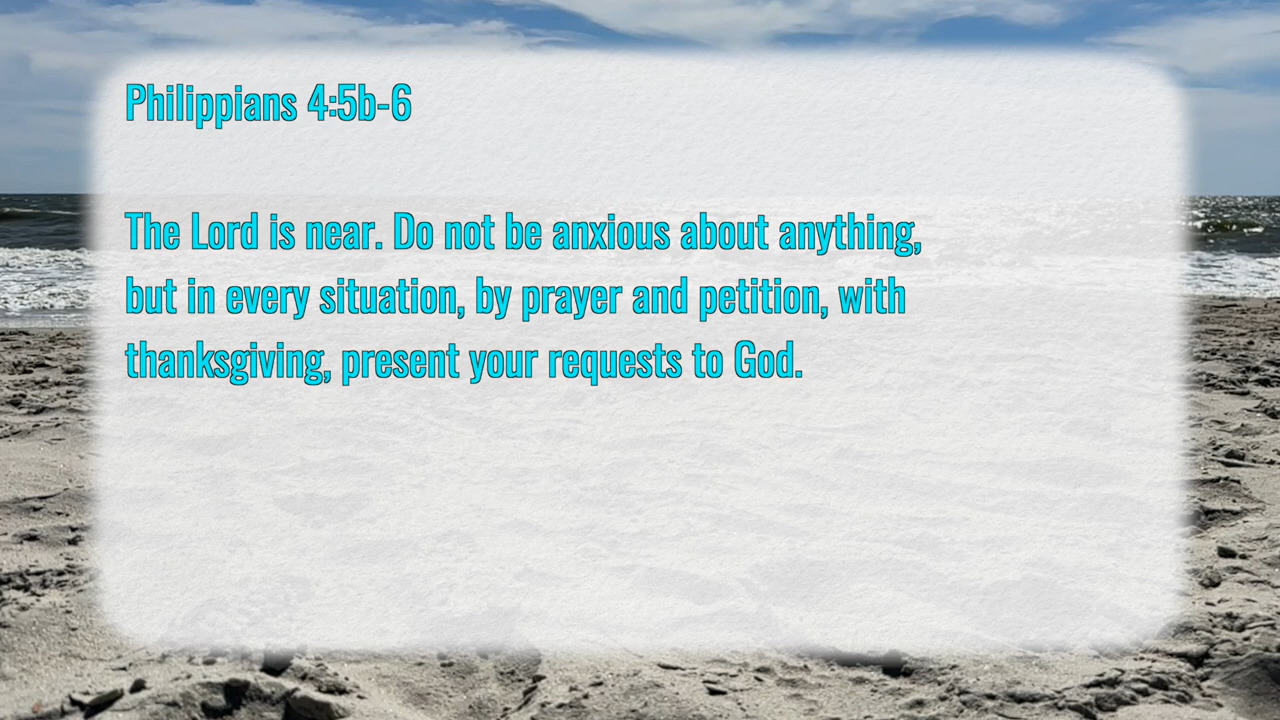 Philippians 4:5b-6
The Lord is near. Do not be anxious about anything,
but in every situation, by prayer and petition, with
thanksgiving, present your requests to God.